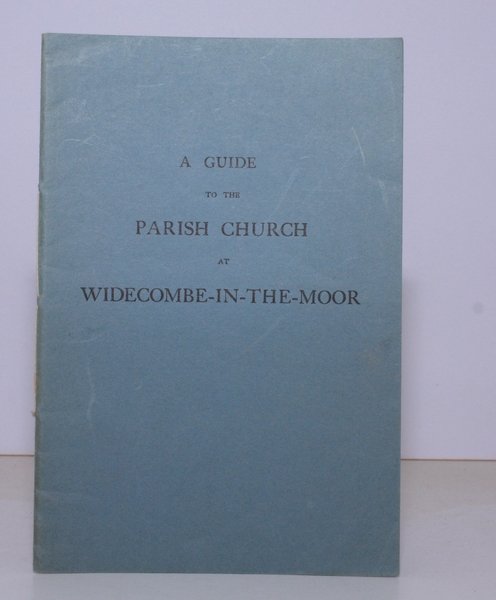 A GUIDE
TO THE
PARISH CHURCH
AT
WIDECOMBE-IN-THE-MOOR